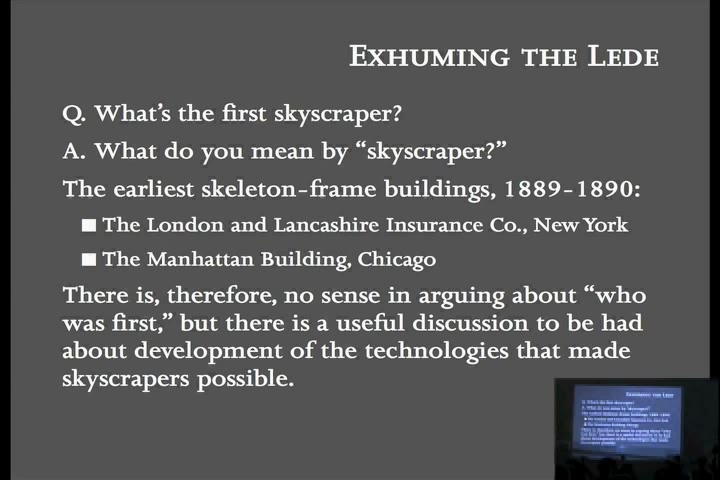 EXHUMING THE LEDE
Q. What's the first skyscraper?
A. What do you mean by “skyscraper?”
The earliest skeleton-frame buildings, 1889-1890:
The London and Lancashire Insurance Co., New York
The Manhattan Building, Chicago
There is, therefore, no sense in arguing about “who
was first,” but there is a useful discussion to be had
about development of the technologies that made
skyscrapers possible.